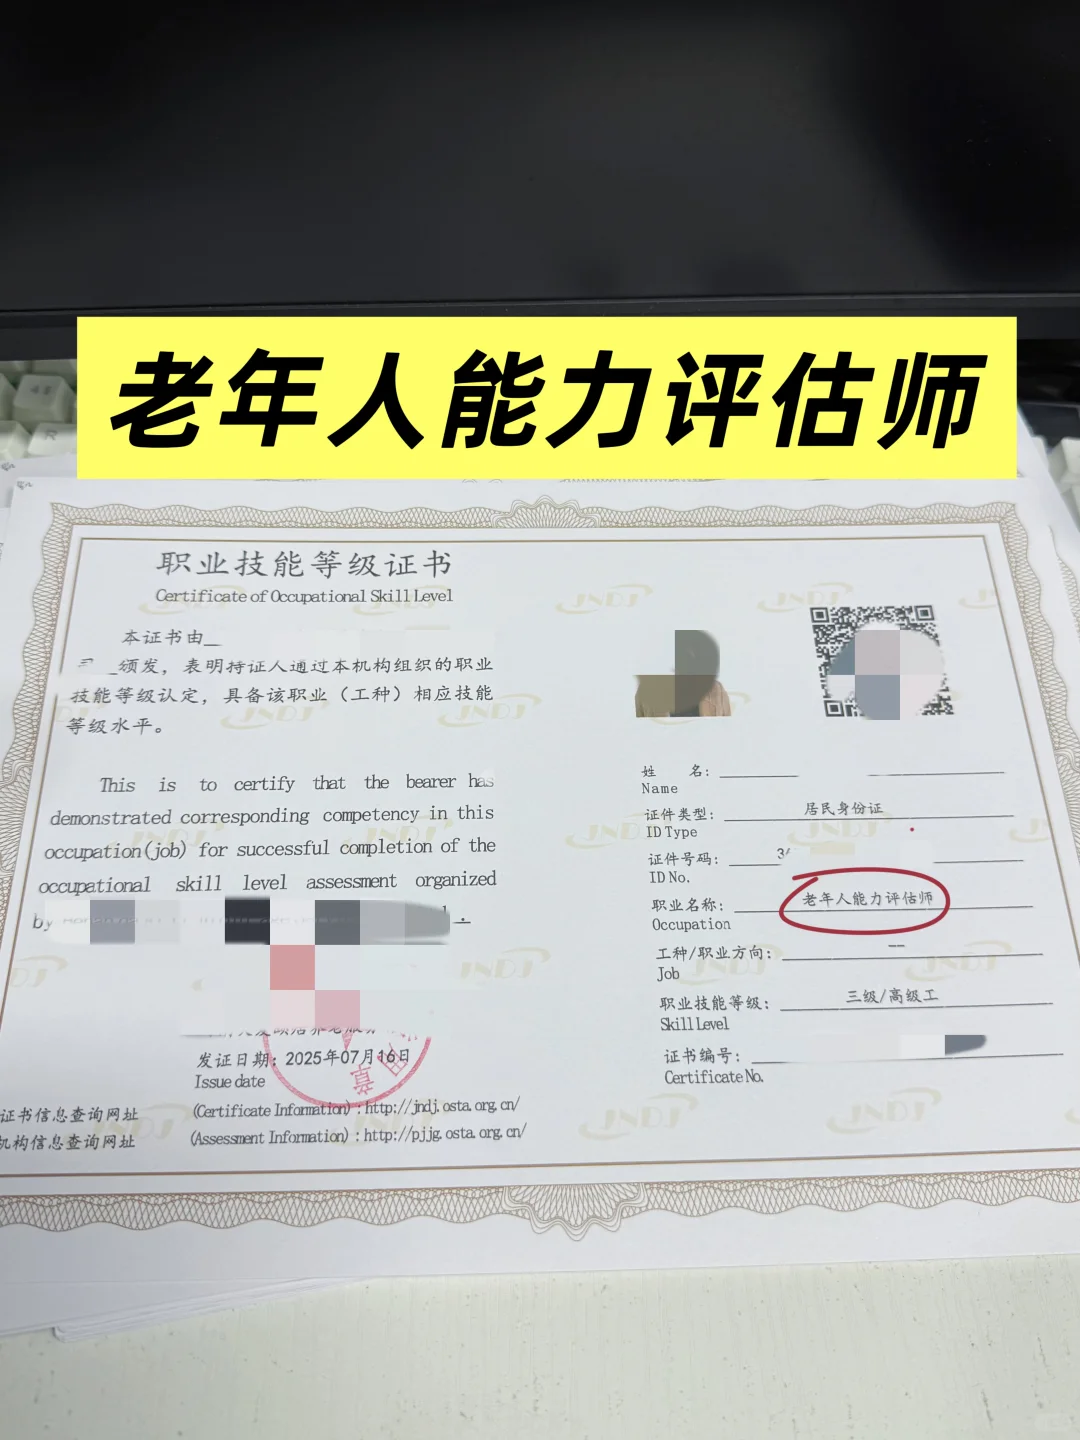 老年人能力评估师
职业技能等级证书
Certificate of Occupational Skill Level
本证书由
颁发，表明持证人通过本机构组织的职业
技能等级认定，具备该职业（工种）相应技能
等级水平。
This is to certify that the bearer has
demonstrated corresponding competency in this
occupation(job) for successful completion of the
occupational skill level assessment organized
by
发证日期：2025年07月16日
Issue date
证书信息查询网址 (Certificate Information) : http://jndj.osta.org.cn/
机构信息查询网址 (Assessment Information) : http://pjjg.osta.org.cn/
姓 名：
Name
证件类型： 居民身份证
ID Type
证件号码： 3
ID No.
职业名称： 老年人能力评估师
Occupation
工种/职业方向： --
Job
职业技能等级： 三级/高级工
Skill Level
证书编号：
Certificate No.
JNDJ
章